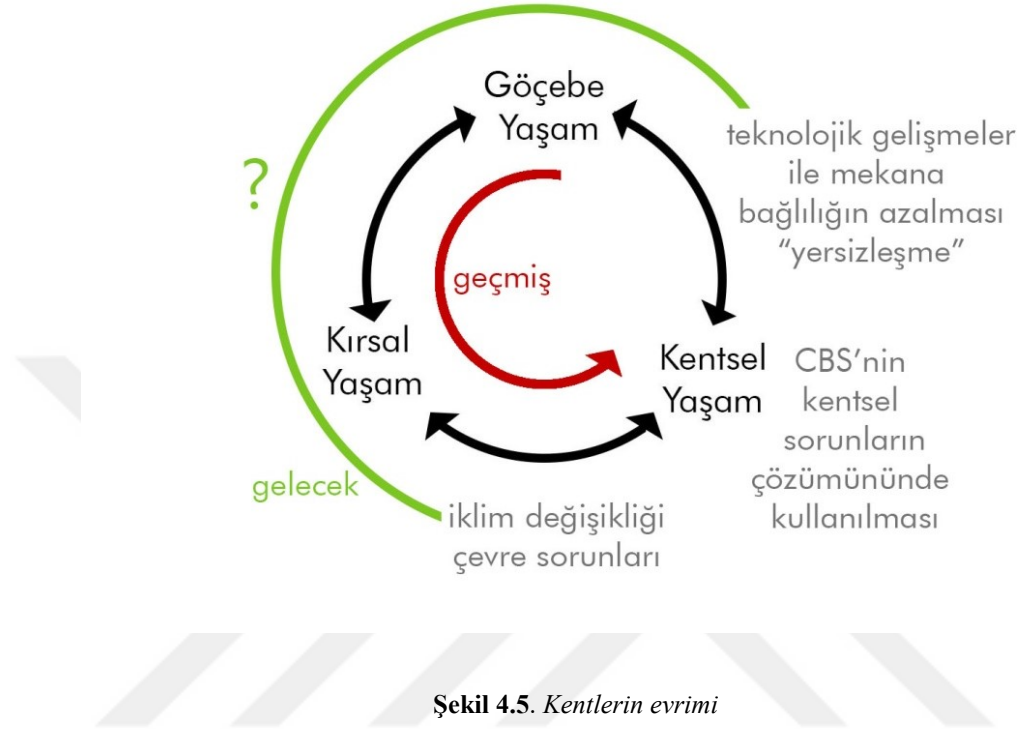 Göçebe
Yaşam
teknolojik gelişmeler
ile mekana
bağlılığın azalması
“yersizleşme”
?
geçmiş
Kırsal
Yaşam
Kentsel
Yaşam
CBS’nin
kentsel
sorunların
çözümününde
kullanılması
gelecek
iklim değişikliği
çevre sorunları
Şekil 4.5. Kentlerin evrimi